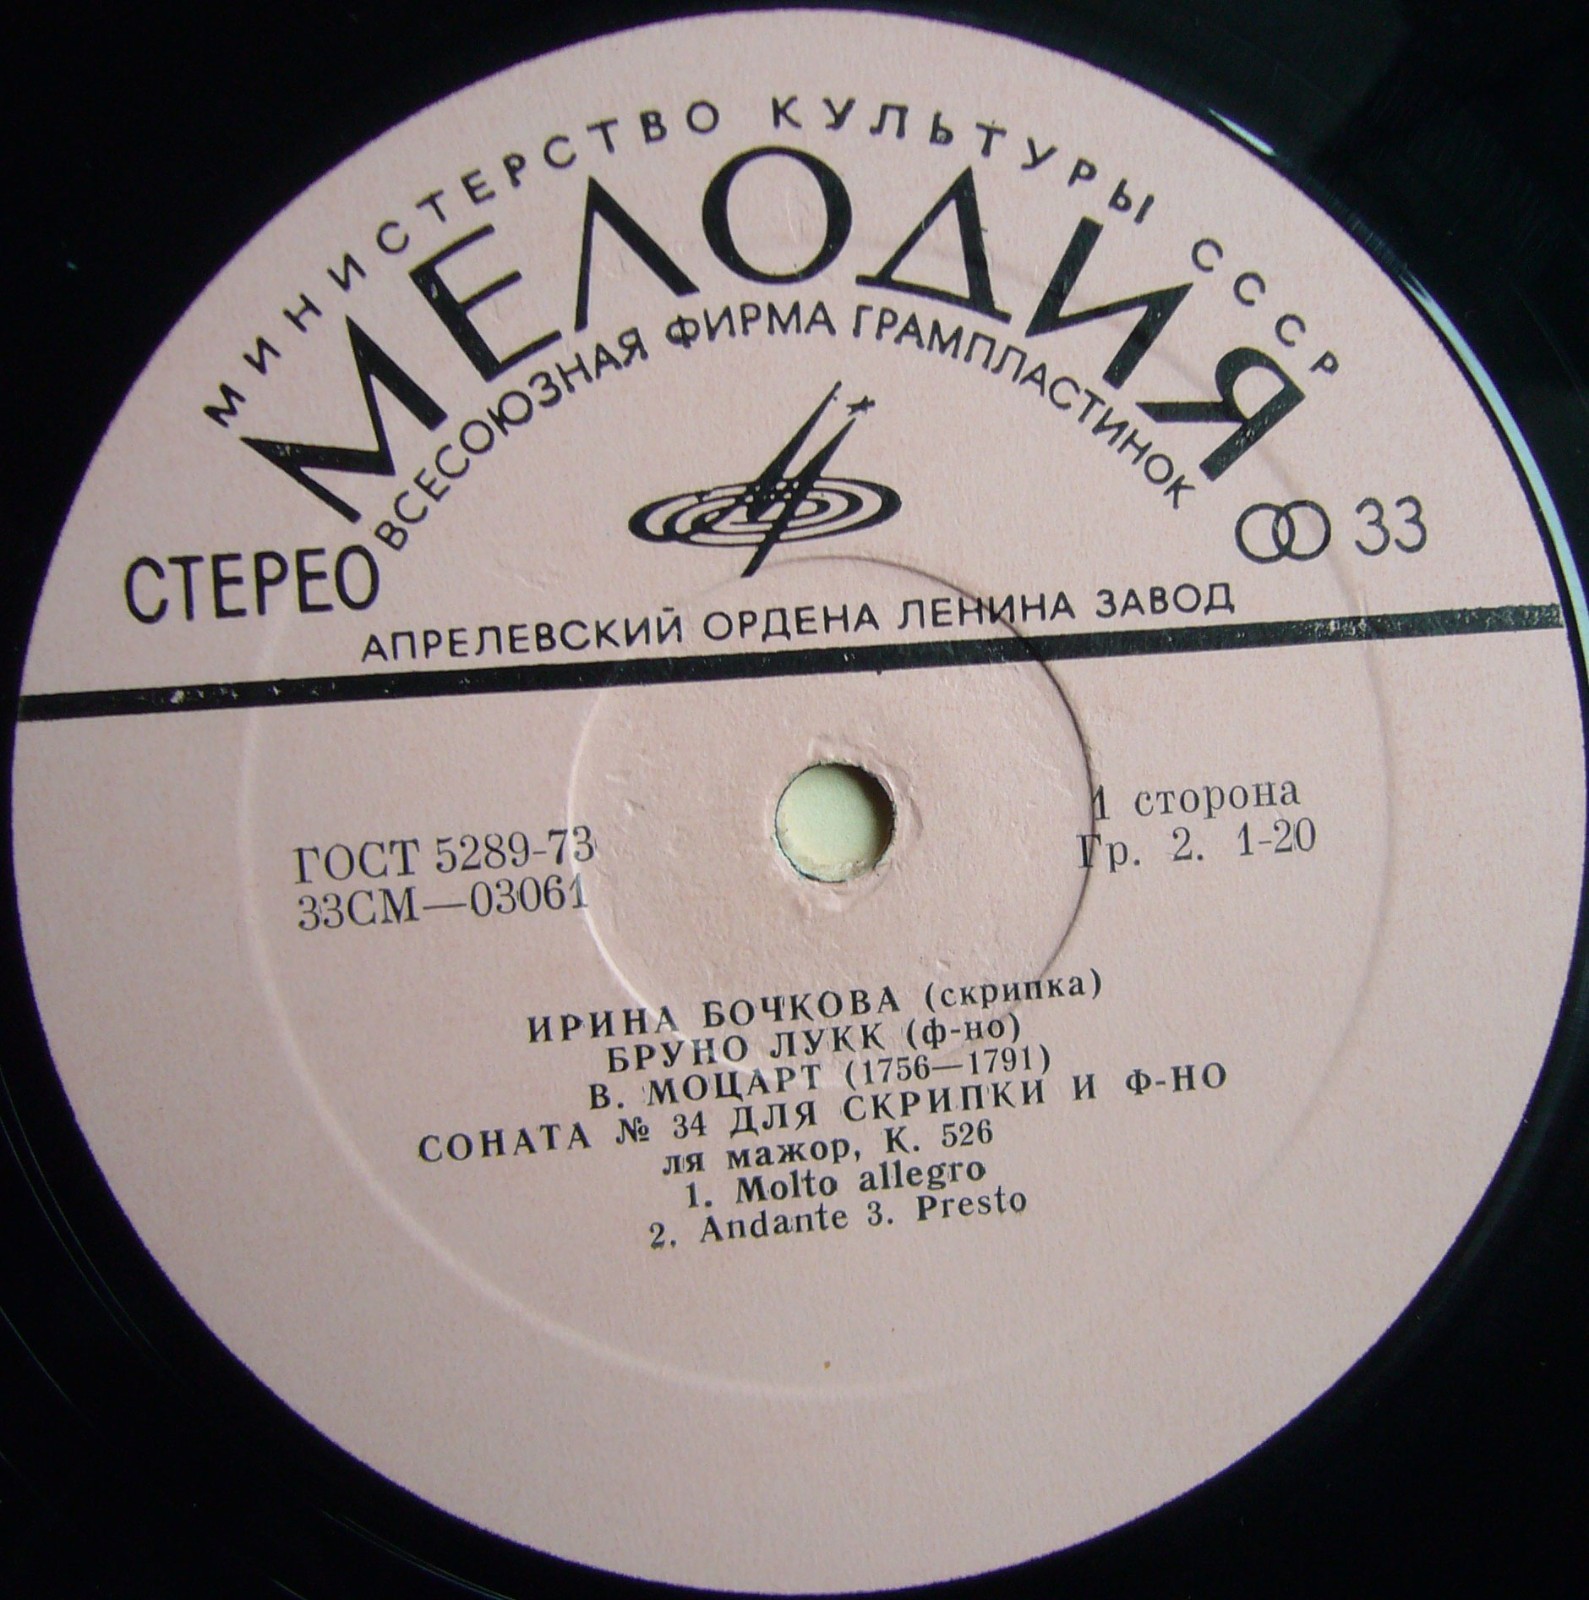 МИНИСТЕРСТВО КУЛЬТУРЫ СССР
МЕЛОДИЯ
ВСЕСОЮЗНАЯ ФИРМА ГРАМПЛАСТИНОК
СТЕРЕО
33
АПРЕЛЕВСКИЙ ОРДЕНА ЛЕНИНА ЗАВОД
ГОСТ 5289-73
33СМ—03061
1 сторона
Гр. 2. 1-20
ИРИНА БОЧКОВА (скрипка)
БРУНО ЛУКК (ф-но)
В. МОЦАРТ (1756—1791)
СОНАТА № 34 ДЛЯ СКРИПКИ И Ф-НО
ля мажор, К. 526
1. Molto allegro
2. Andante 3. Presto